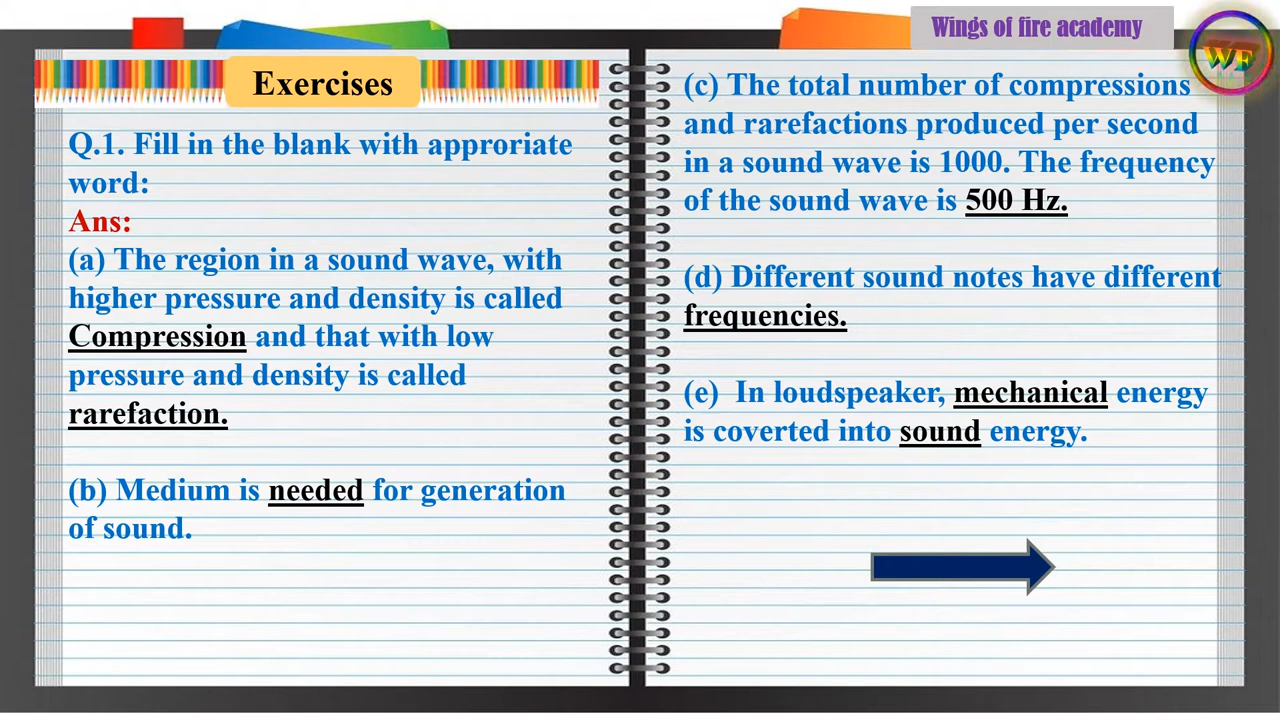 Wings of fire academy
WF
Exercises
Q.1. Fill in the blank with approriate
word:
Ans:
(a) The region in a sound wave, with
higher pressure and density is called
Compression and that with low
pressure and density is called
rarefaction.
(b) Medium is needed for generation
of sound.
(c) The total number of compressions
and rarefactions produced per second
in a sound wave is 1000. The frequency
of the sound wave is 500 Hz.
(d) Different sound notes have different
frequencies.
(e) In loudspeaker, mechanical energy
is coverted into sound energy.